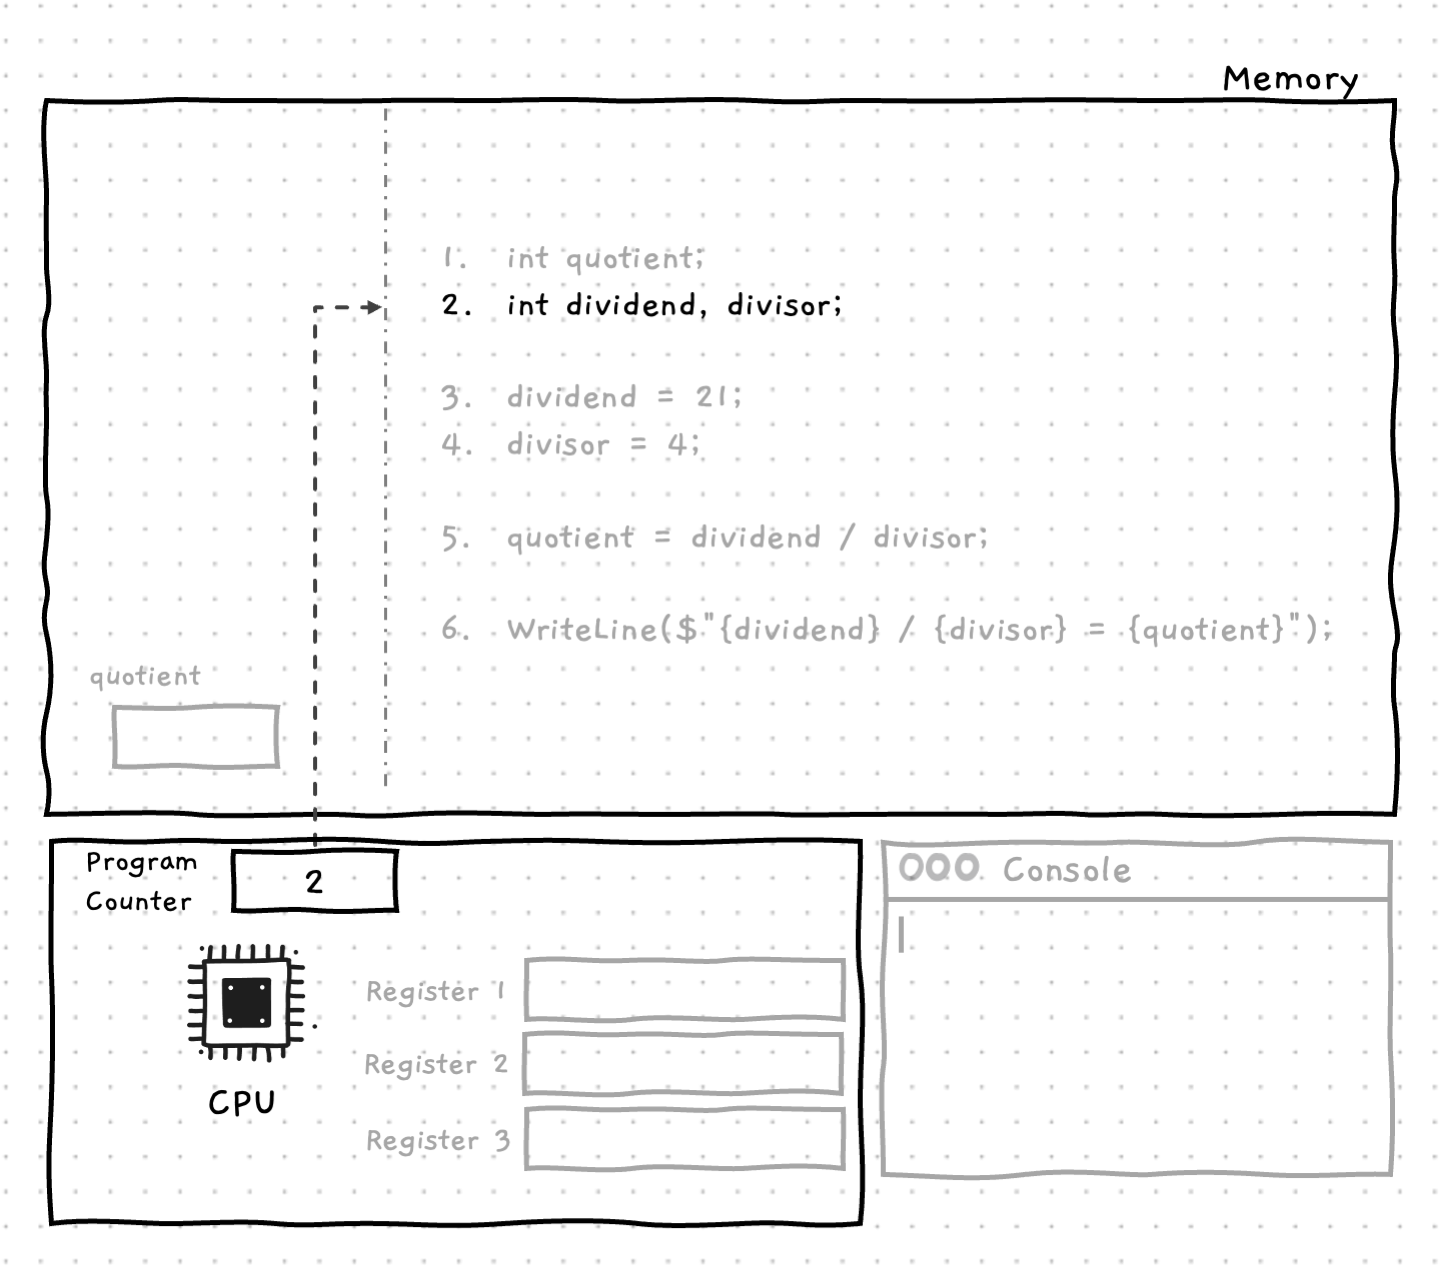 Memory
1. int quotient;
2. int dividend, divisor;
3. dividend = 21;
4. divisor = 4;
5. quotient = dividend / divisor;
6. WriteLine($"{dividend} / {divisor} = {quotient}");
quotient
Program
Counter
2
CPU
Register 1
Register 2
Register 3
Console